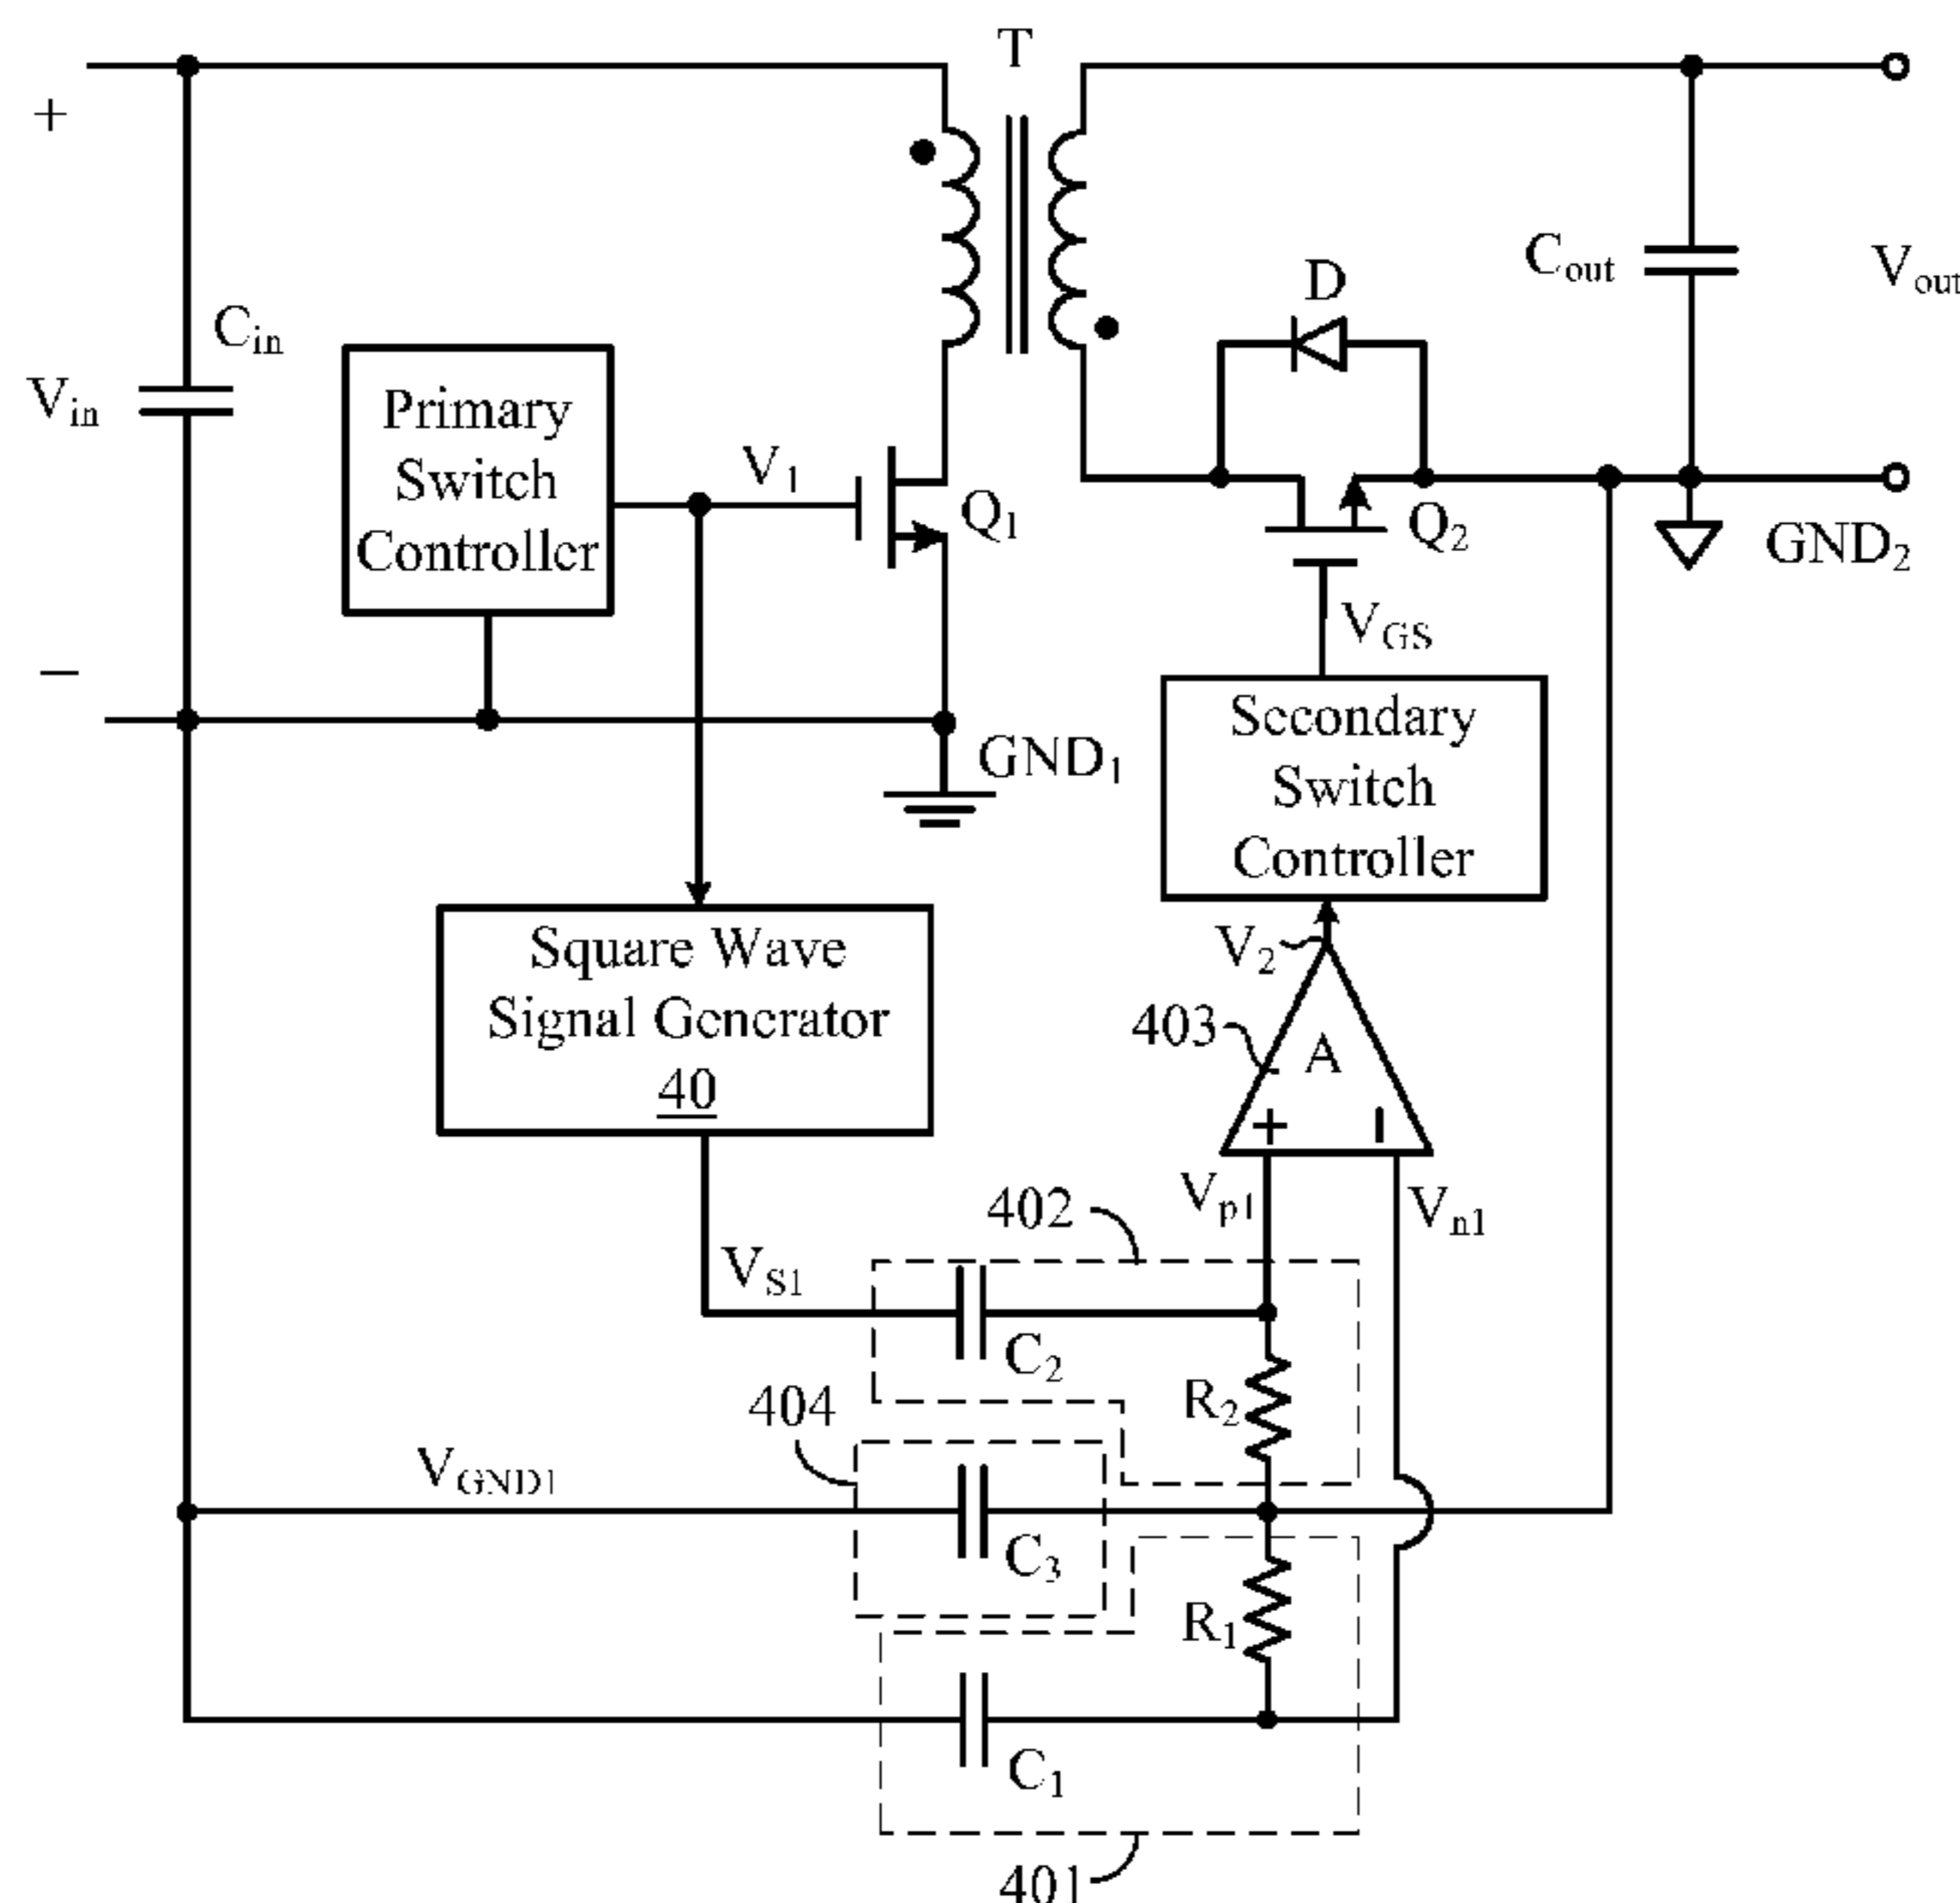 T
+
Cin
Vin
Primary
Switch
Controller
V1
Q1
D
Cout
Vout
Q2
GND2
VGS
−
GND1
Secondary
Switch
Controller
Square Wave
Signal Generator
40
V2
403
A
+
−
Vp1
Vn1
402
VS1
C2
R2
404
VGND1
C3
R1
C1
401